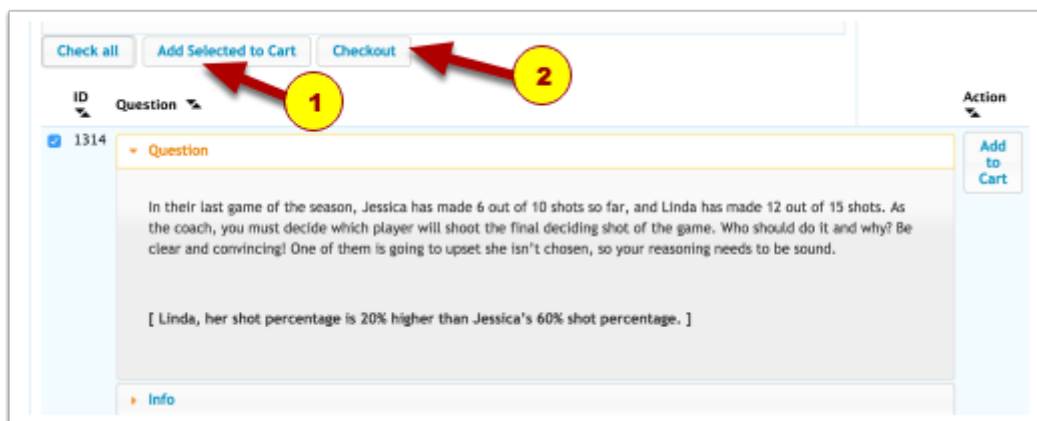 Check all Add Selected to Cart Checkout
2
1
ID Question Action
1314 Question Add
to
Cart
In their last game of the season, Jessica has made 6 out of 10 shots so far, and Linda has made 12 out of 15 shots. As
the coach, you must decide which player will shoot the final deciding shot of the game. Who should do it and why? Be
clear and convincing! One of them is going to upset she isn't chosen, so your reasoning needs to be sound.
[ Linda, her shot percentage is 20% higher than Jessica's 60% shot percentage. ]
Info